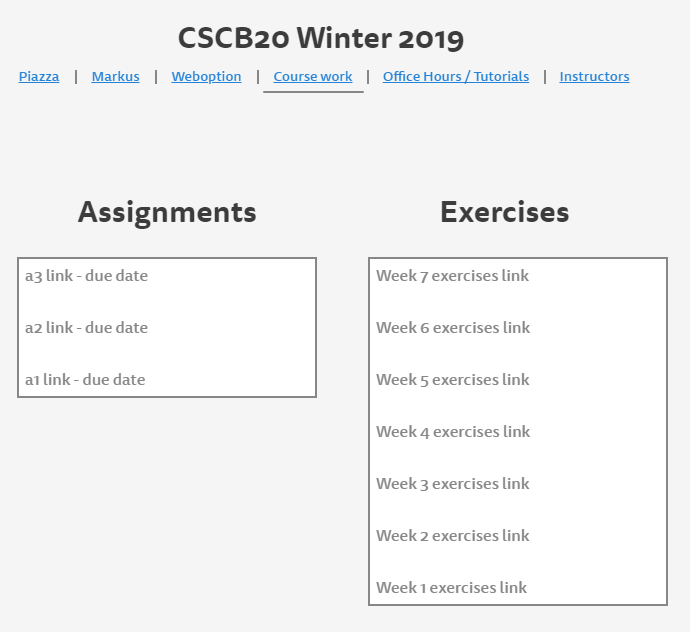 CSCB20 Winter 2019
Piazza | Markus | Weboption | Course work | Office Hours / Tutorials | Instructors
Assignments
a3 link - due date
a2 link - due date
a1 link - due date
Exercises
Week 7 exercises link
Week 6 exercises link
Week 5 exercises link
Week 4 exercises link
Week 3 exercises link
Week 2 exercises link
Week 1 exercises link